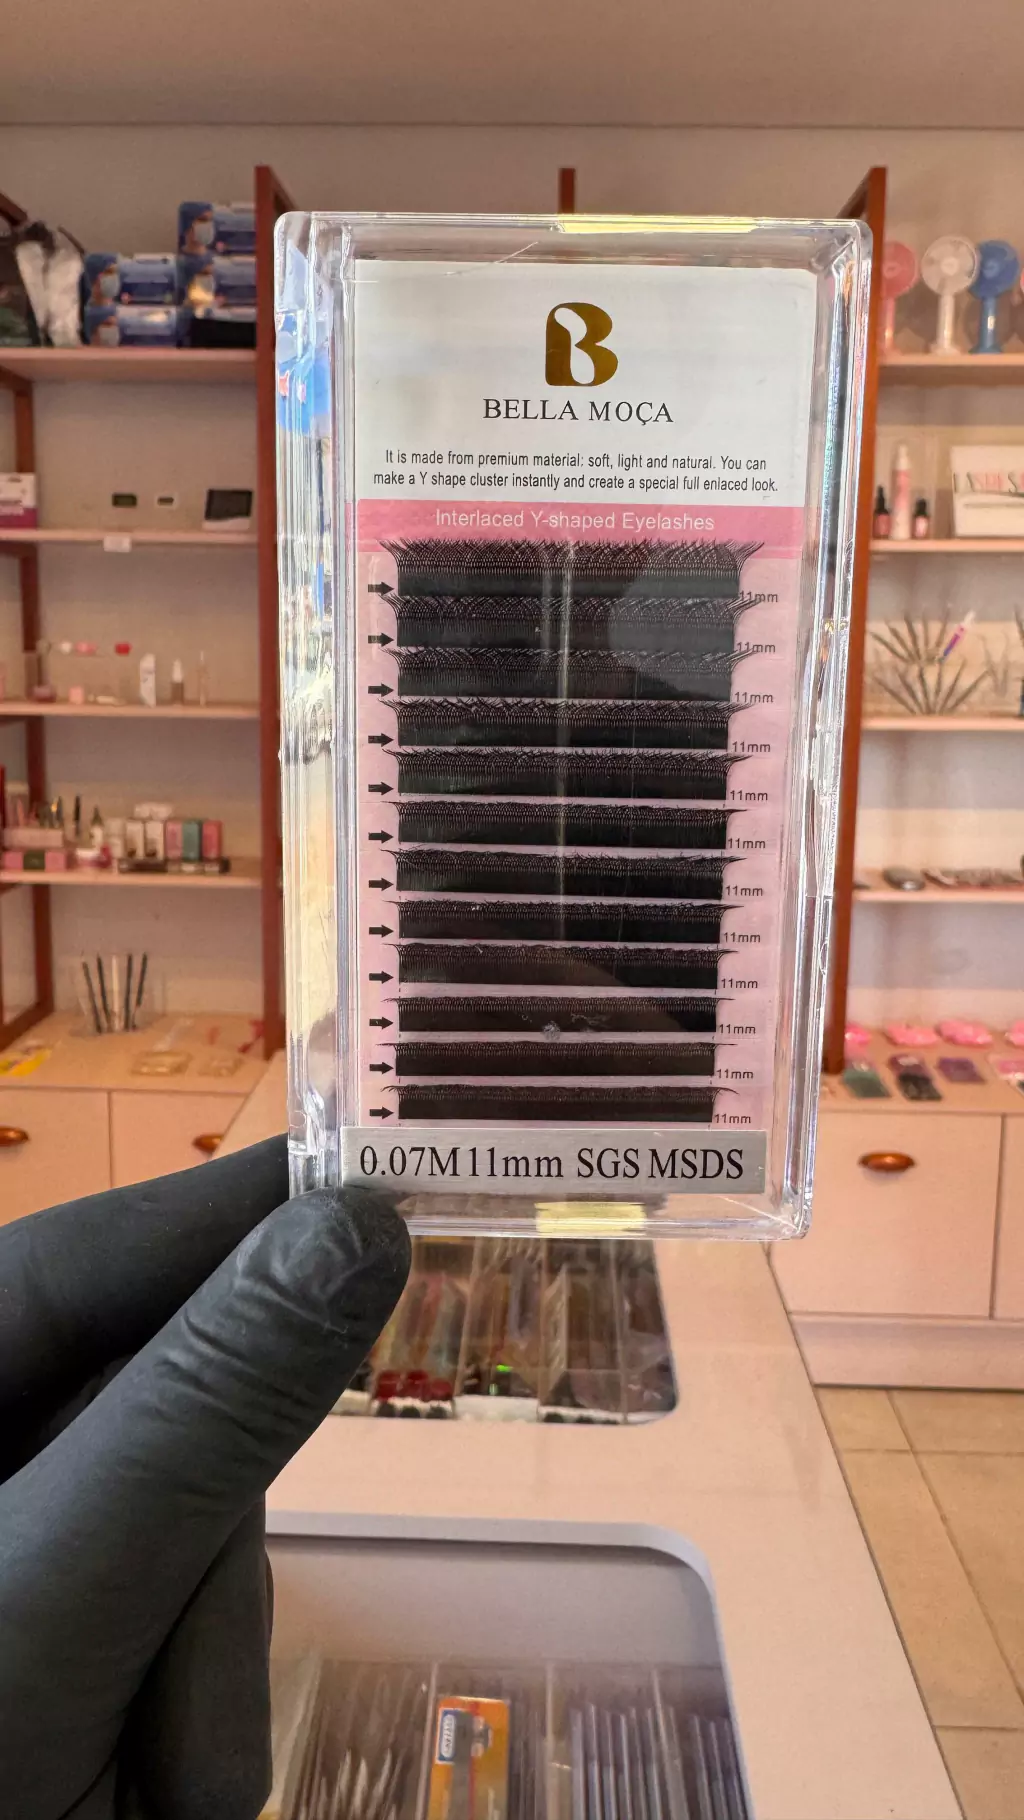 B
BELLA MOÇA
It is made from premium material: soft, light and natural. You can
make a Y shape cluster instantly and create a special full enlaced look.
Interlaced Y-shaped Eyelashes
11mm
11mm
11mm
11mm
11mm
11mm
11mm
11mm
11mm
11mm
11mm
11mm
0.07M11mm SGS MSDS